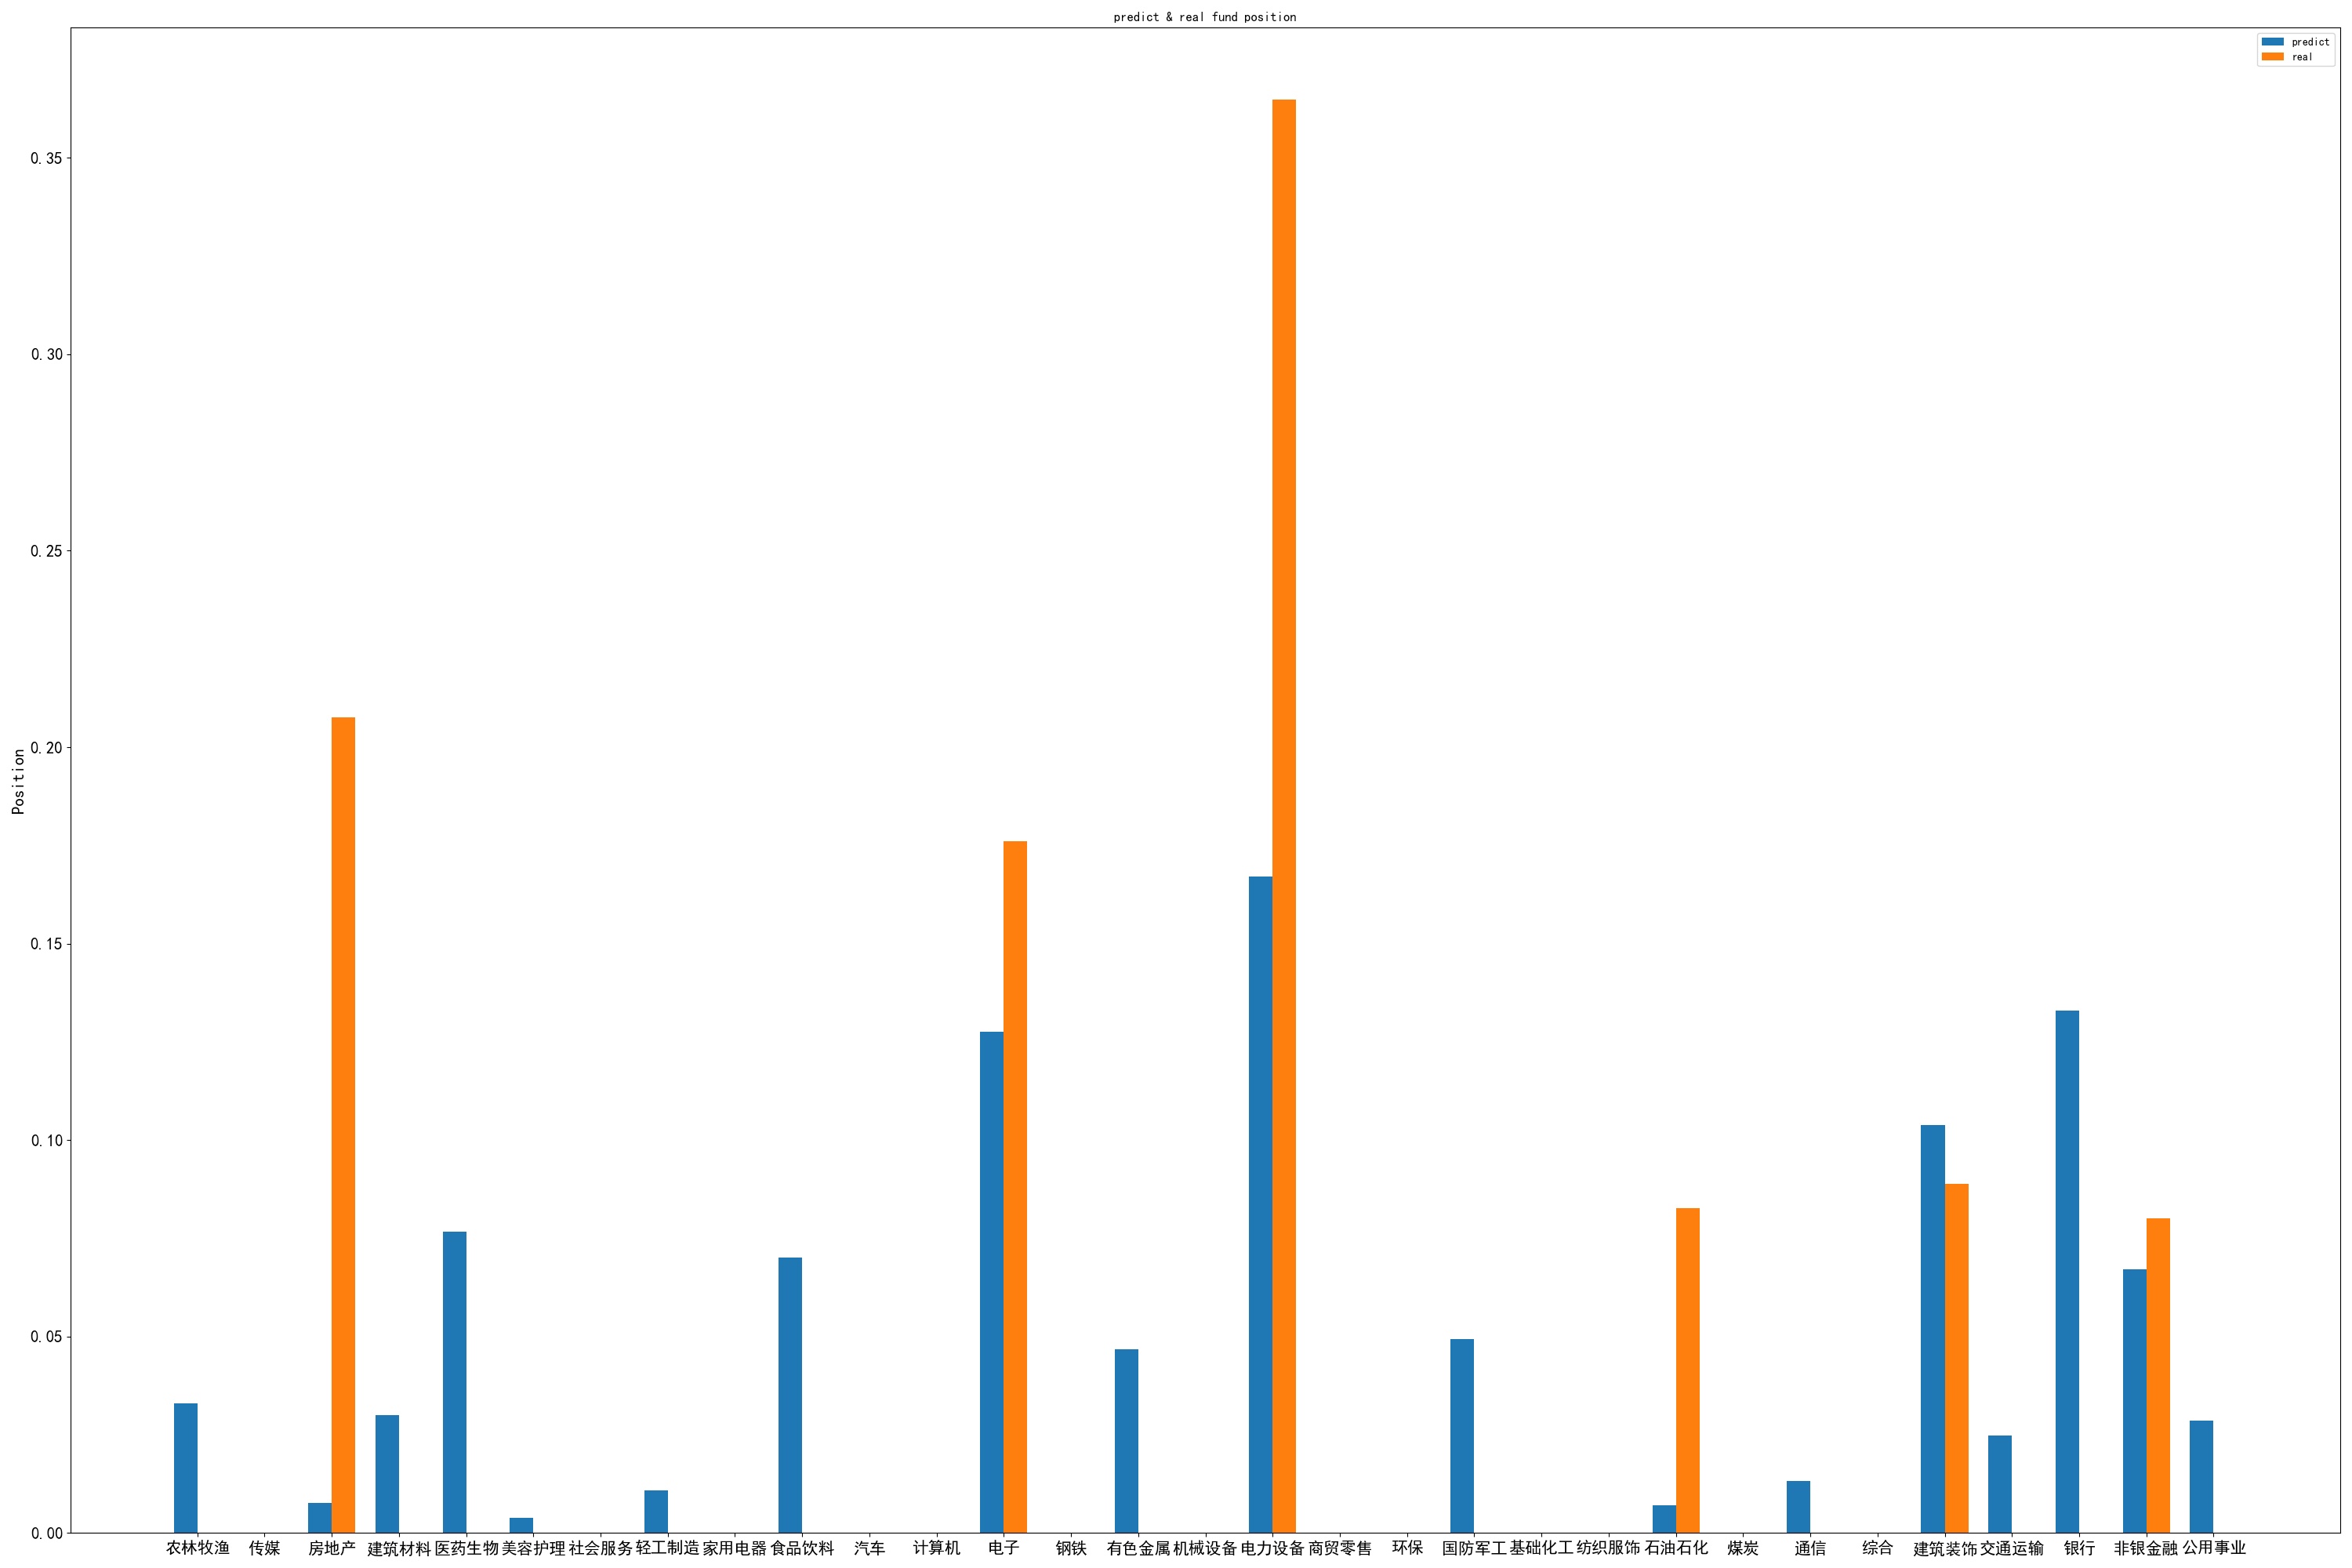 predict & real fund position
predict
real
0.35
0.30
0.25
0.20
0.15
0.10
0.05
0.00
Position
农林牧渔 传媒 房地产 建筑材料 医药生物 美容护理 社会服务 轻工制造 家用电器 食品饮料 汽车 计算机 电子 钢铁 有色金属 机械设备 电力设备 商贸零售 环保 国防军工 基础化工 纺织服饰 石油石化 煤炭 通信 综合 建筑装饰 交通运输 银行 非银金融 公用事业